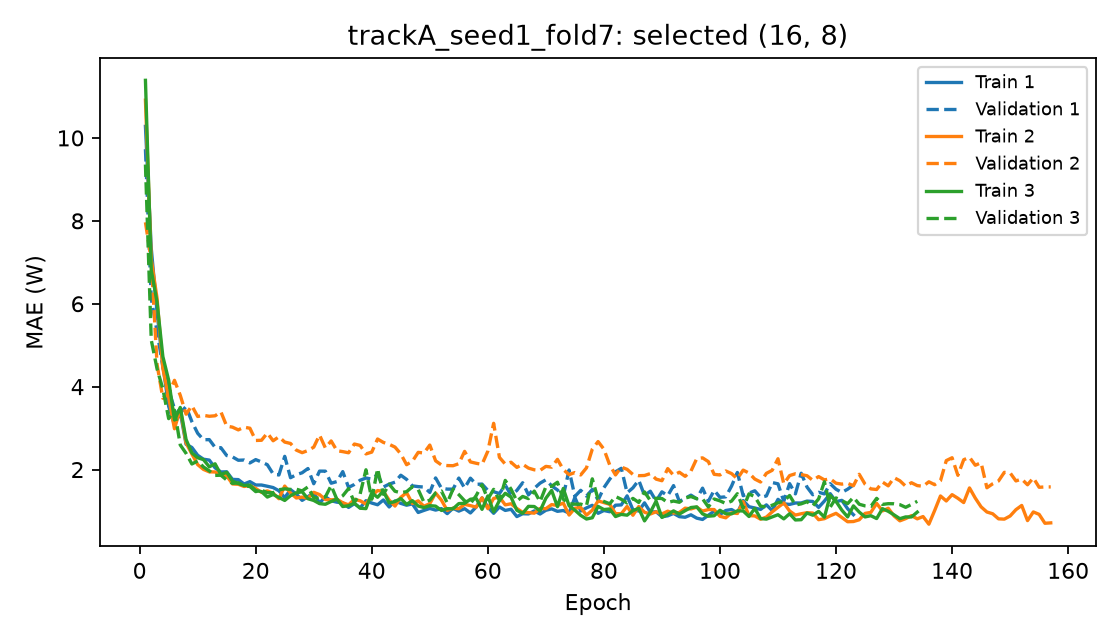 trackA_seed1_fold7: selected (16, 8)
Train 1
Validation 1
Train 2
Validation 2
Train 3
Validation 3
MAE (W)
10
8
6
4
2
0 20 40 60 80 100 120 140 160
Epoch